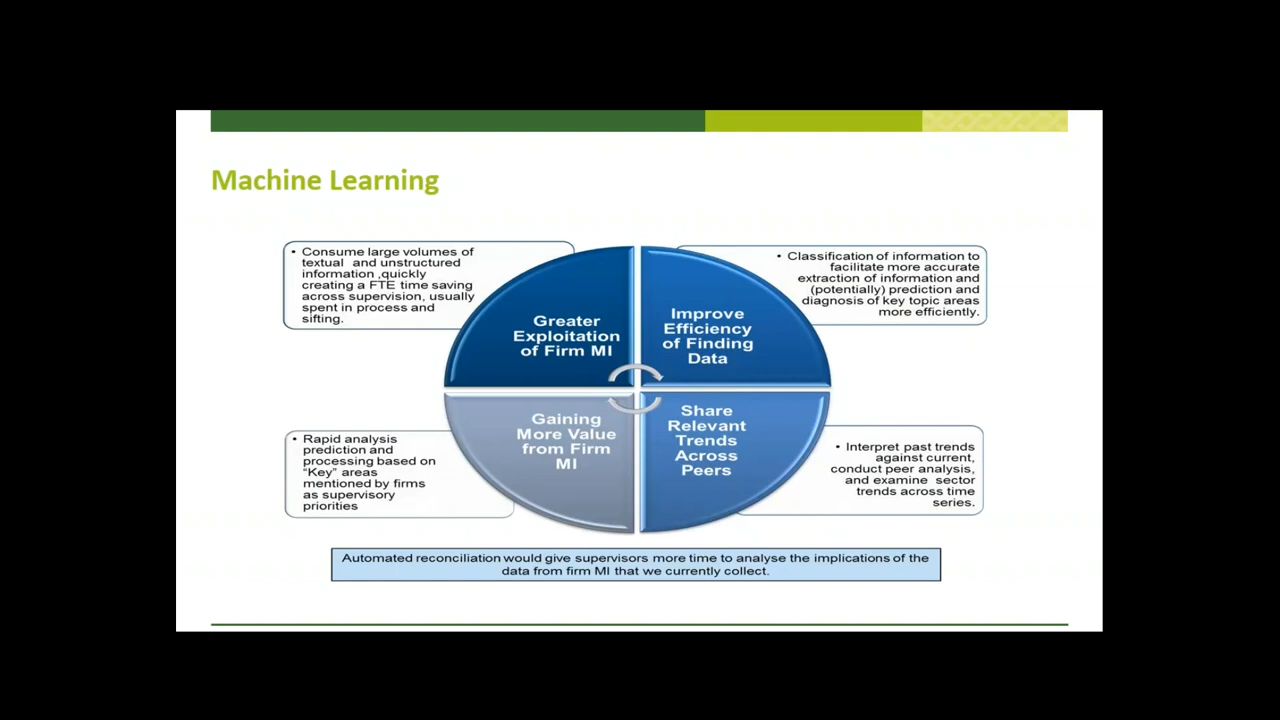 Machine Learning
• Consume large volumes of
textual and unstructured
information ,quickly
creating a FTE time saving
across supervision, usually
spent in process and
sifting.
Greater
Exploitation
of Firm MI
Improve
Efficiency
of Finding
Data
• Classification of information to
facilitate more accurate
extraction of information and
(potentially) prediction and
diagnosis of key topic areas
more efficiently.
• Rapid analysis
prediction and
processing based on
“Key” areas
mentioned by firms
as supervisory
priorities
Gaining
More Value
from Firm
MI
Share
Relevant
Trends
Across
Peers
• Interpret past trends
against current,
conduct peer analysis,
and examine sector
trends across time
series.
Automated reconciliation would give supervisors more time to analyse the implications of the
data from firm MI that we currently collect.